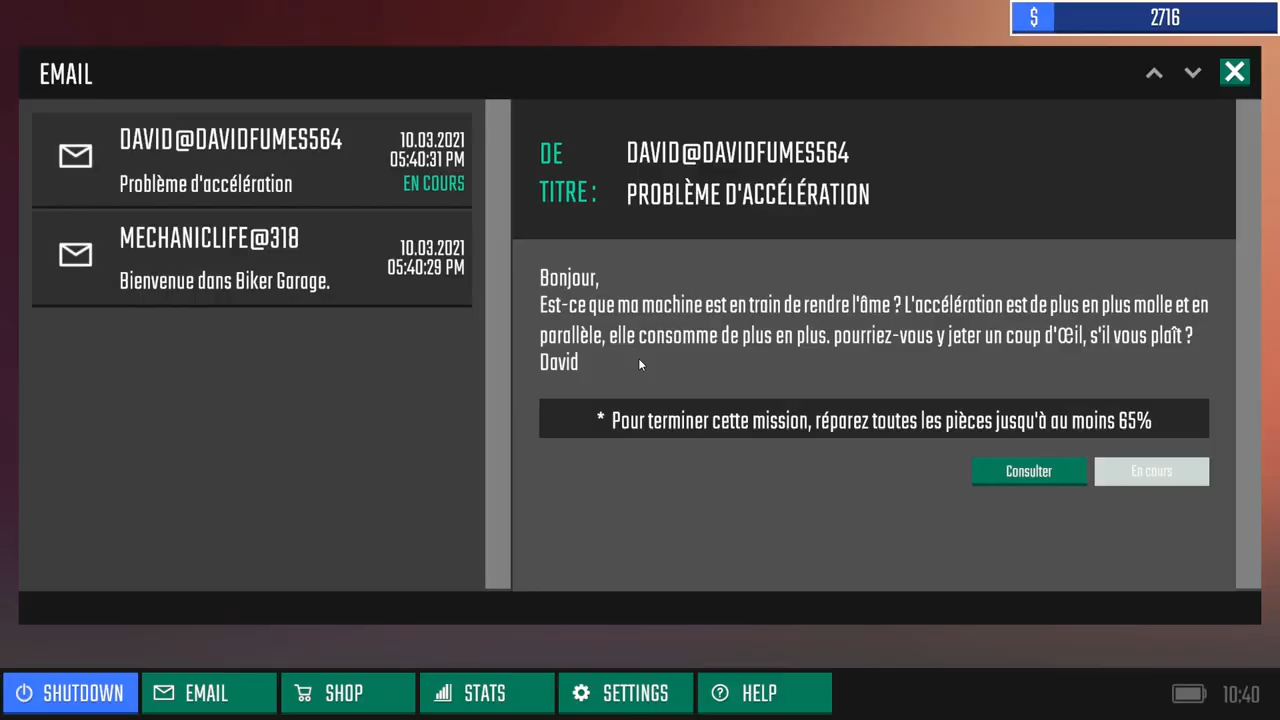 $ 2716
EMAIL
DAVID@DAVIDFUMES564
10.03.2021
05:40:31 PM
Problème d'accélération
EN COURS
MECHANICLIFE@318
10.03.2021
05:40:29 PM
Bienvenue dans Biker Garage.
DE DAVID@DAVIDFUMES564
TITRE : PROBLÈME D'ACCÉLÉRATION
Bonjour,
Est-ce que ma machine est en train de rendre l'âme ? L'accélération est de plus en plus malle et en
parallèle, elle consomme de plus en plus. pourriez-vous y jeter un coup d'Œil, s'il vous plaît ?
David
* Pour terminer cette mission, réparez toutes les pièces jusqu'à au moins 65%
Consulter En cours
SHUTDOWN EMAIL SHOP STATS SETTINGS HELP 10:40